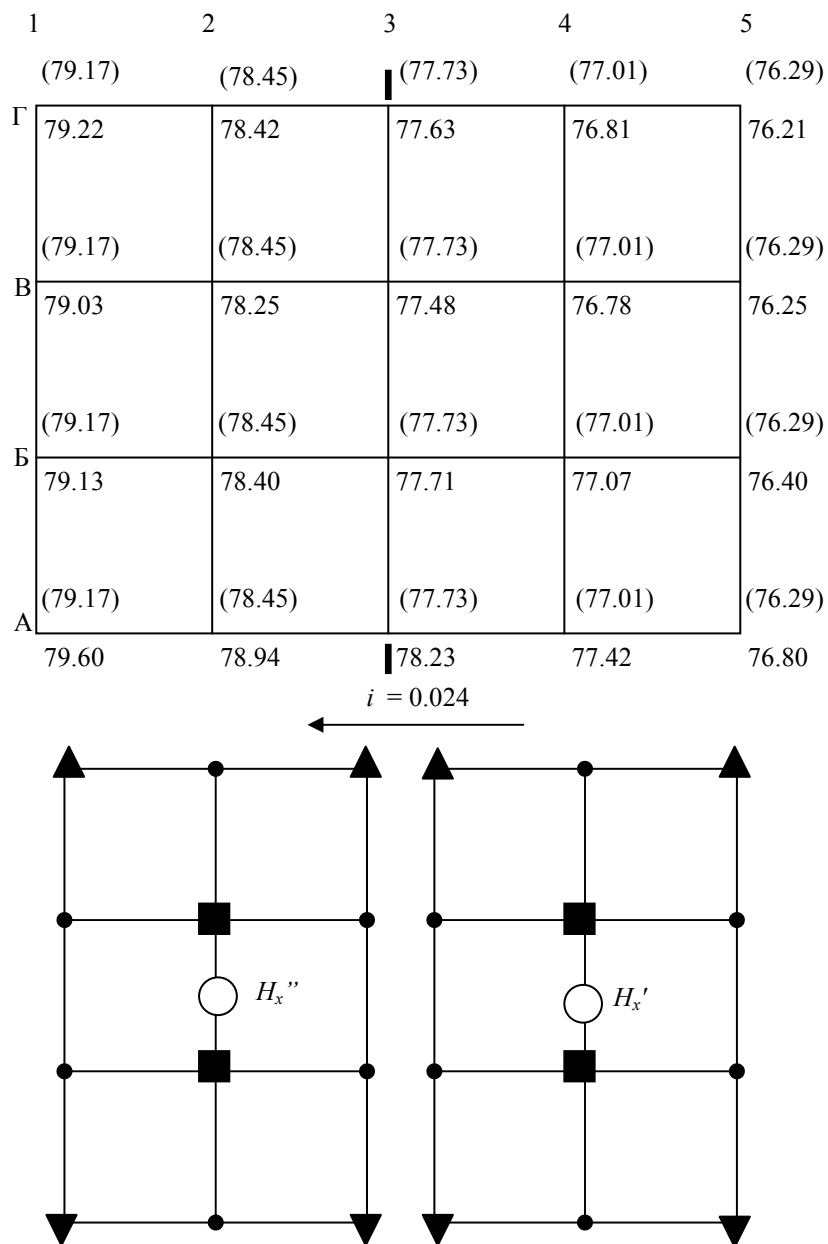 1 2 3 4 5
(79.17) (78.45) (77.73) (77.01) (76.29)
Г 79.22 78.42 77.63 76.81 76.21
(79.17) (78.45) (77.73) (77.01) (76.29)
В 79.03 78.25 77.48 76.78 76.25
(79.17) (78.45) (77.73) (77.01) (76.29)
Б 79.13 78.40 77.71 77.07 76.40
(79.17) (78.45) (77.73) (77.01) (76.29)
А 79.60 78.94 78.23 77.42 76.80
i = 0.024
Hx” Hx′